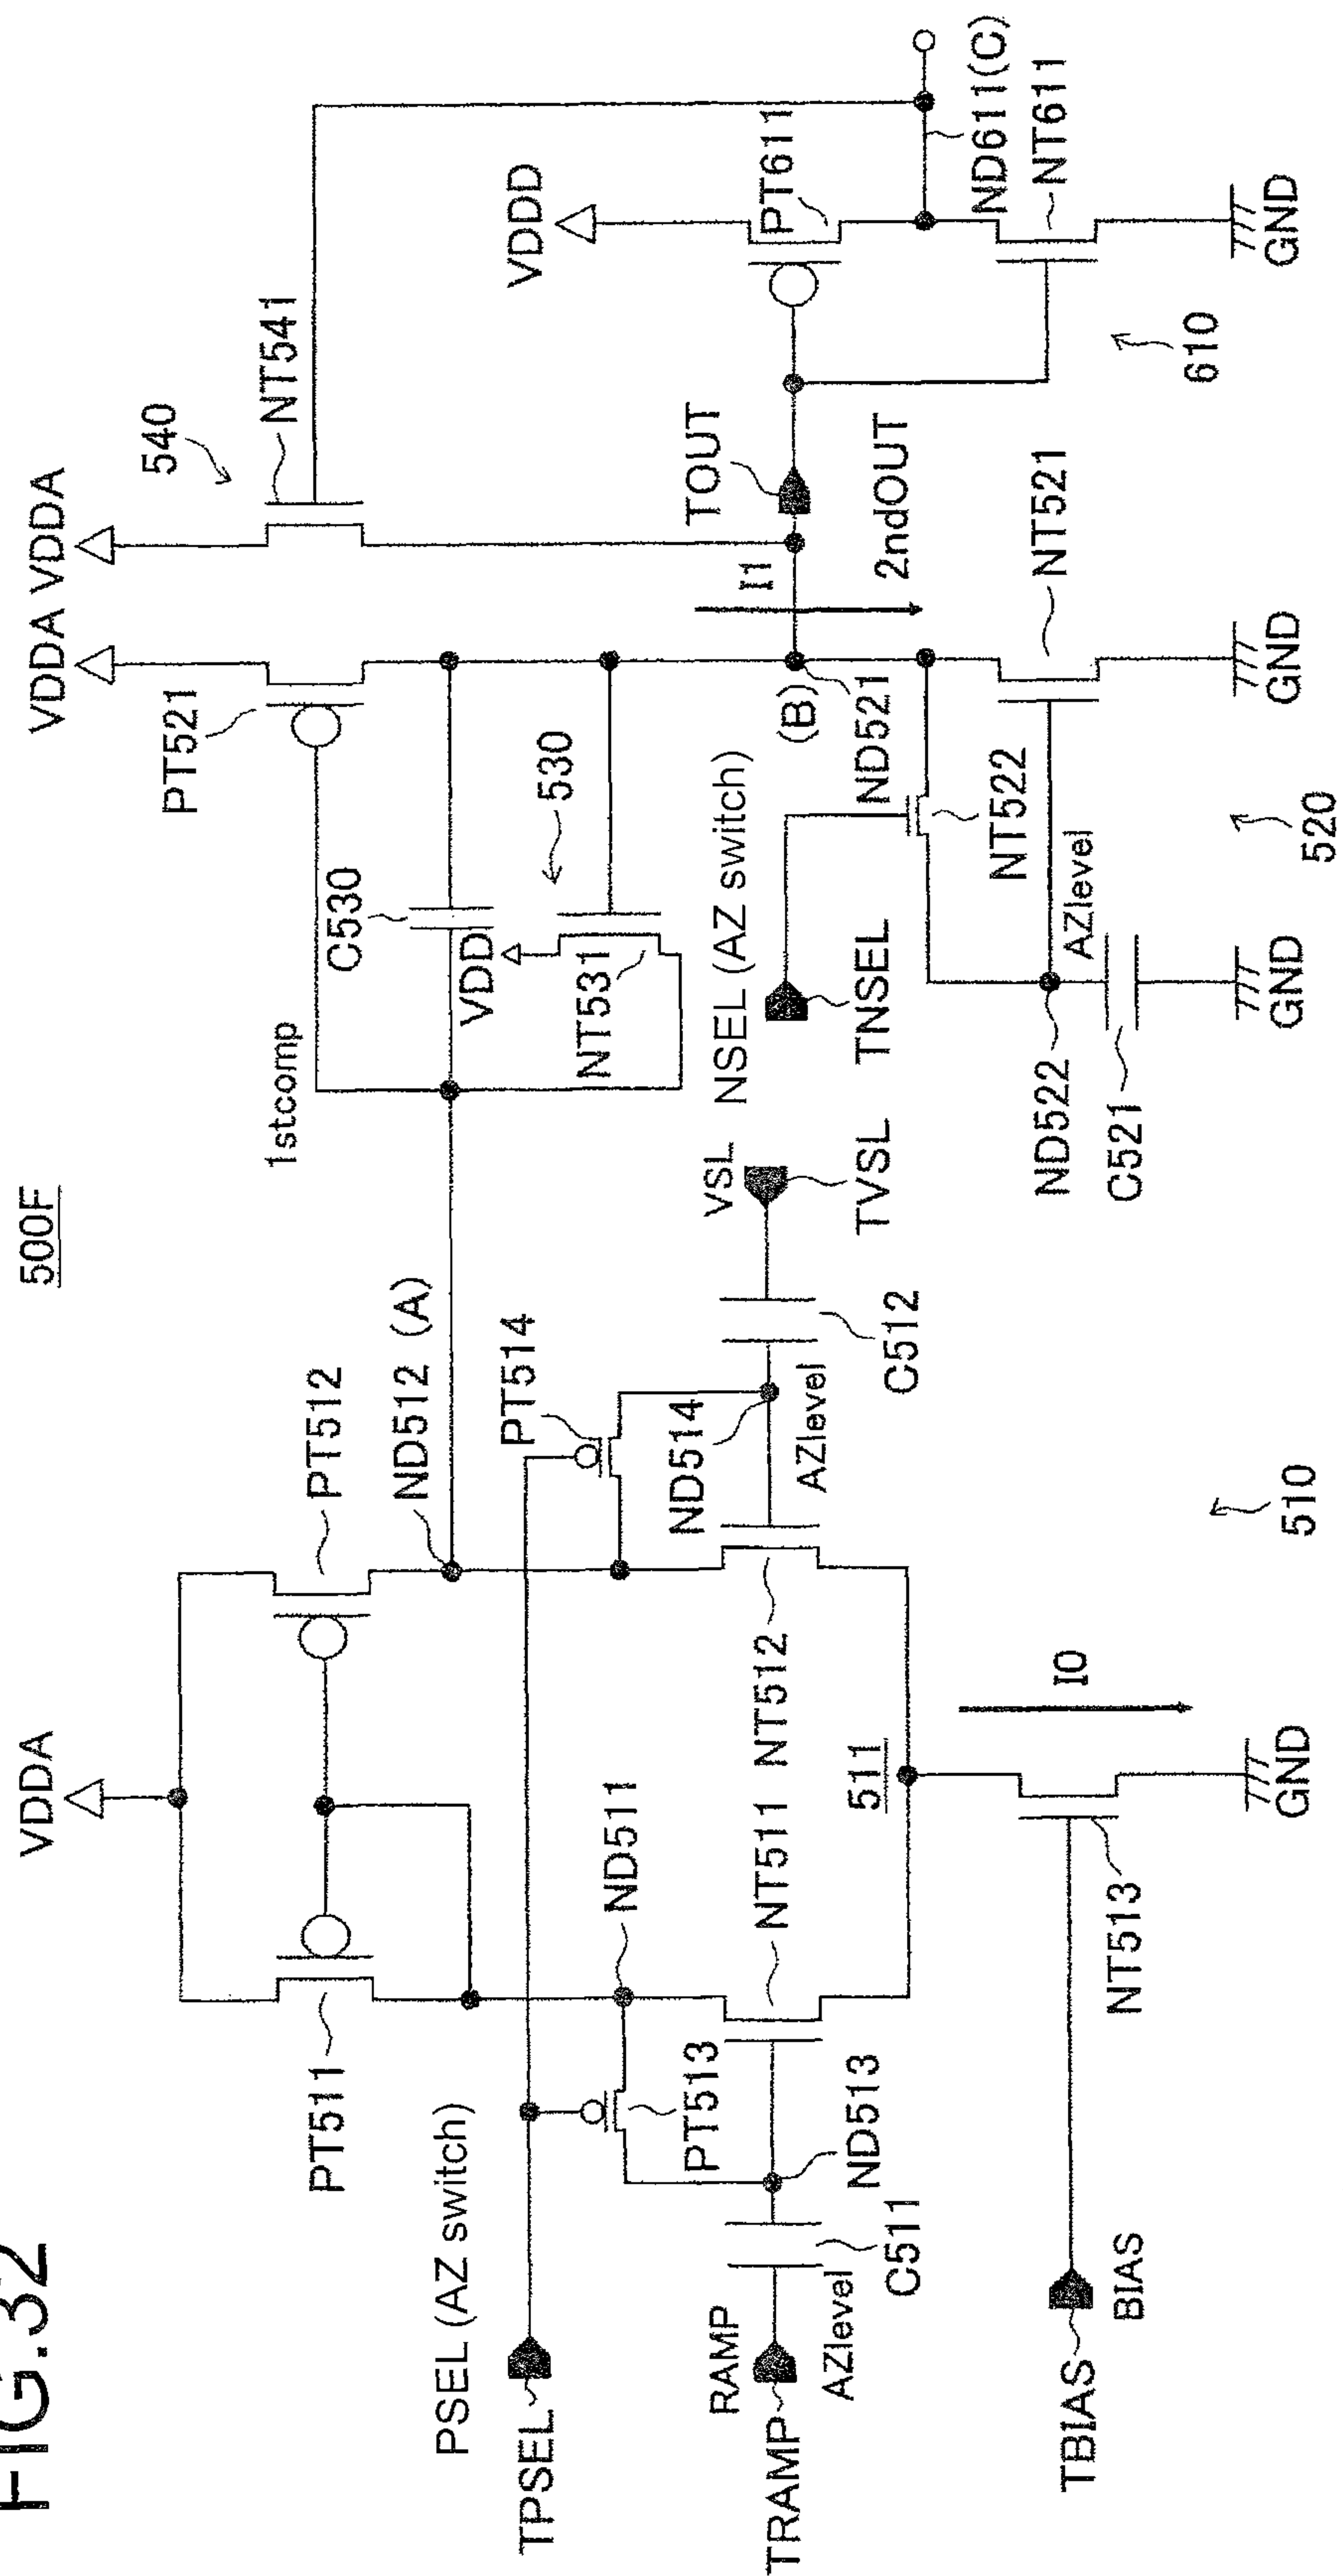 FIG.32
500F
VDDA
VDDA
VDDA
540
NT541
PT511
PT512
PT521
1stcomp
ND512 (A)
C530
VDD
530
NT531
VDDD
PSEL (AZ switch)
TPSEL
ND511
PT513
PT514
ND514
VSL
NSEL (AZ switch)
TNSEL
(B)
ND521
I1
TOUT
2ndOUT
PT611
ND611(C)
NT611
RAMP
TRAMP
AZlevel
C511
ND513
NT511
NT512
511
AZlevel
C512
TVSL
NT522
AZlevel
ND522
C521
NT521
GND
GND
520
610
GND
TBIAS
BIAS
NT513
I0
GND
510